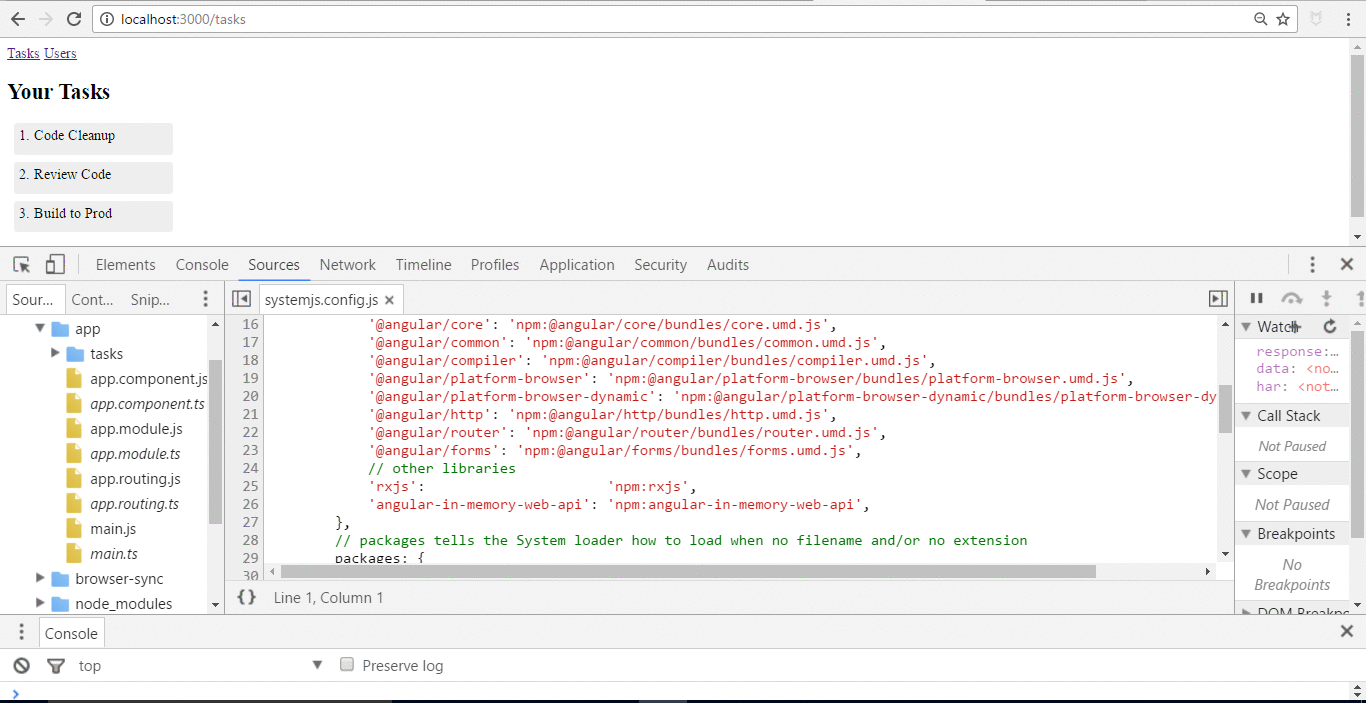 localhost:3000/tasks
Tasks Users
Your Tasks
1. Code Cleanup
2. Review Code
3. Build to Prod
Elements Console Sources Network Timeline Profiles Application Security Audits
Sour... Cont... Snip...
app
tasks
app.component.js
app.component.ts
app.module.js
app.module.ts
app.routing.js
app.routing.ts
main.js
main.ts
browser-sync
node_modules
systemjs.config.js
16 '@angular/core': 'npm:@angular/core/bundles/core.umd.js',
17 '@angular/common': 'npm:@angular/common/bundles/common.umd.js',
18 '@angular/compiler': 'npm:@angular/compiler/bundles/compiler.umd.js',
19 '@angular/platform-browser': 'npm:@angular/platform-browser/bundles/platform-browser.umd.js',
20 '@angular/platform-browser-dynamic': 'npm:@angular/platform-browser-dynamic/bundles/platform-browser-dy
21 '@angular/http': 'npm:@angular/http/bundles/http.umd.js',
22 '@angular/router': 'npm:@angular/router/bundles/router.umd.js',
23 '@angular/forms': 'npm:@angular/forms/bundles/forms.umd.js',
24 // other libraries
25 'rxjs': 'npm:rxjs',
26 'angular-in-memory-web-api': 'npm:angular-in-memory-web-api',
27 },
28 // packages tells the System loader how to load when no filename and/or no extension
29 packages: {
30
{} Line 1, Column 1
Watch
response:...
data: <no...
har: <not...
Call Stack
Not Paused
Scope
Not Paused
Breakpoints
No
Breakpoints
DOM Breakpo
Console
top Preserve log